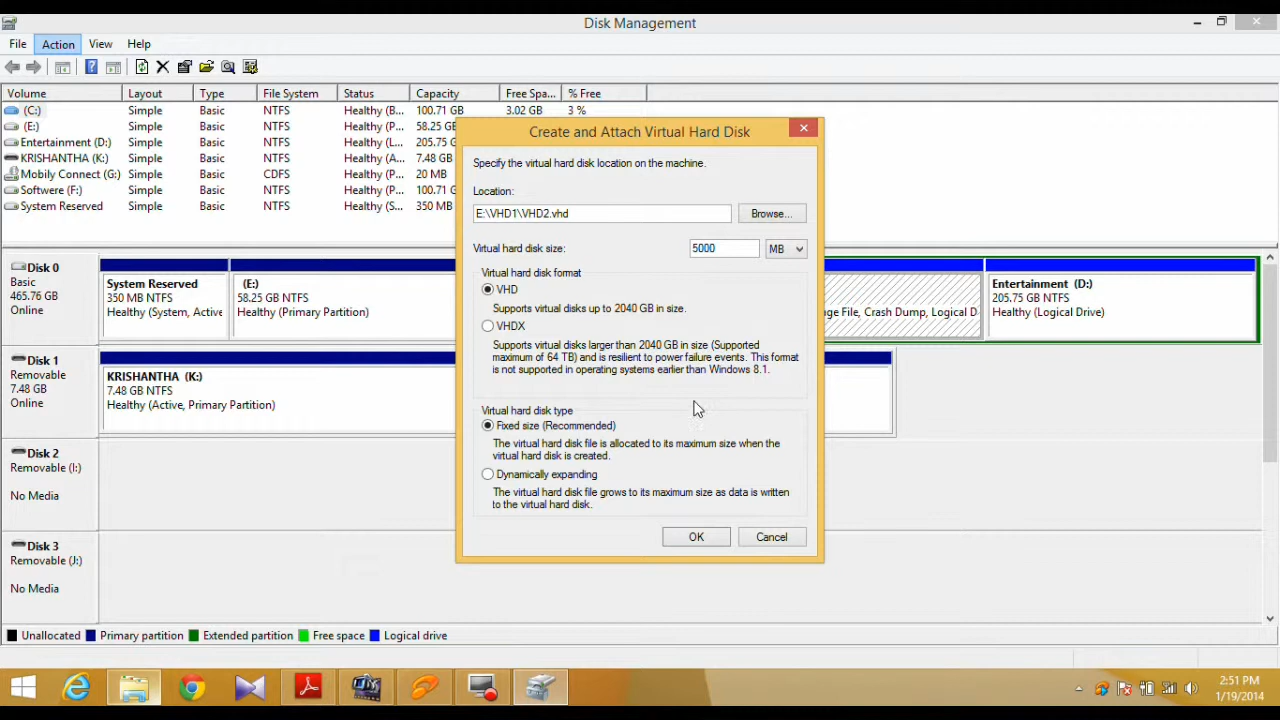 Disk Management
File Action View Help
Volume Layout Type File System Status Capacity Free Spa... % Free
(C:) Simple Basic NTFS Healthy (B... 100.71 GB 3.02 GB 3 %
(E:) Simple Basic NTFS Healthy (P... 58.25 GB
Entertainment (D:) Simple Basic NTFS Healthy (L... 205.75
KRISHANTHA (K:) Simple Basic NTFS Healthy (A... 7.48 GB
Mobily Connect (G:) Simple Basic CDFS Healthy (P... 20 MB
Softwere (F:) Simple Basic NTFS Healthy (P... 100.71
System Reserved Simple Basic NTFS Healthy (S... 350 MB
Create and Attach Virtual Hard Disk
Specify the virtual hard disk location on the machine.
Location:
E:\VHD1\VHD2.vhd Browse...
Virtual hard disk size: 5000 MB
Virtual hard disk format
VHD
Supports virtual disks up to 2040 GB in size.
VHDX
Supports virtual disks larger than 2040 GB in size (Supported
maximum of 64 TB) and is resilient to power failure events. This format
is not supported in operating systems earlier than Windows 8.1.
Virtual hard disk type
Fixed size (Recommended)
The virtual hard disk file is allocated to its maximum size when the
virtual hard disk is created.
Dynamically expanding
The virtual hard disk file grows to its maximum size as data is written
to the virtual hard disk.
OK Cancel
Disk 0
Basic
465.76 GB
Online
System Reserved
350 MB NTFS
Healthy (System, Active
(E:)
58.25 GB NTFS
Healthy (Primary Partition)
ge File, Crash Dump, Logical D
Entertainment (D:)
205.75 GB NTFS
Healthy (Logical Drive)
Disk 1
Removable
7.48 GB
Online
KRISHANTHA (K:)
7.48 GB NTFS
Healthy (Active, Primary Partition)
Disk 2
Removable (I:)
No Media
Disk 3
Removable (J:)
No Media
Unallocated Primary partition Extended partition Free space Logical drive
2:51 PM
1/19/2014